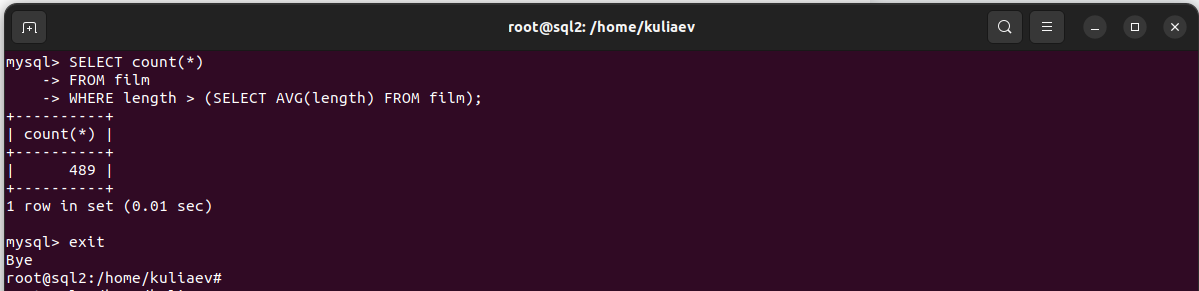 root@sql2: /home/kuliaev
mysql> SELECT count(*)
    -> FROM film
    -> WHERE length > (SELECT AVG(length) FROM film);
+----------+
| count(*) |
+----------+
|      489 |
+----------+
1 row in set (0.01 sec)

mysql> exit
Bye
root@sql2:/home/kuliaev#